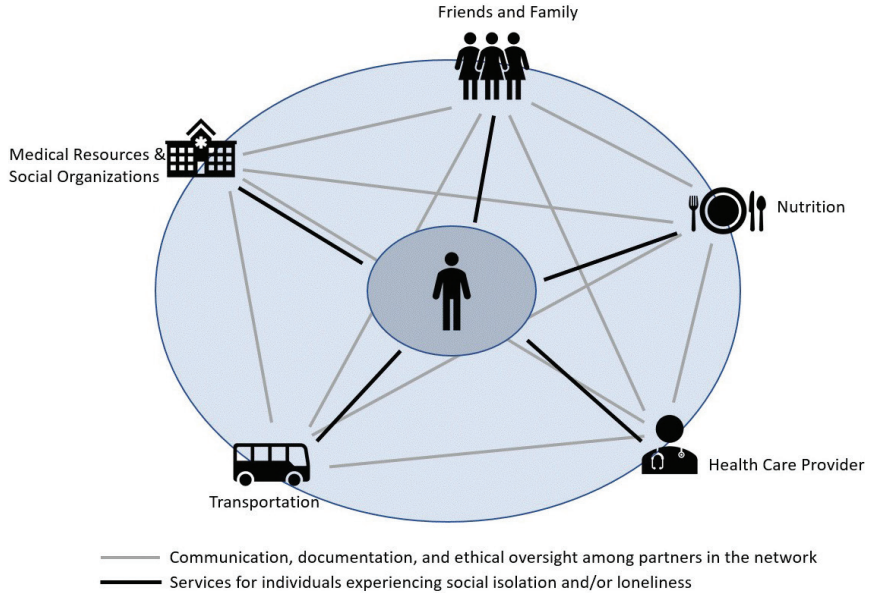 Friends and Family
Medical Resources &
Social Organizations
Nutrition
Health Care Provider
Transportation
Communication, documentation, and ethical oversight among partners in the network
Services for individuals experiencing social isolation and/or loneliness